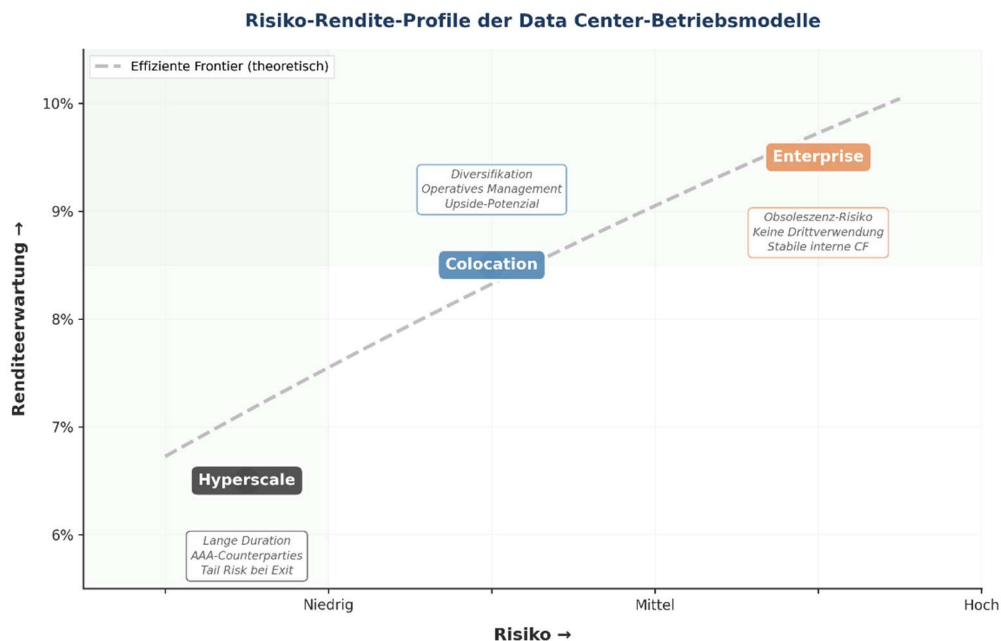 Risiko-Rendite-Profile der Data Center-Betriebsmodelle
Effiziente Frontier (theoretisch)
10%
9%
8%
7%
6%
Renditeerwartung →
Enterprise
Obsoleszenz-Risiko
Keine Drittverwendung
Stabile interne CF
Diversifikation
Operatives Management
Upside-Potenzial
Colocation
Hyperscale
Lange Duration
AAA-Counterparties
Tail Risk bei Exit
Niedrig
Mittel
Hoch
Risiko →